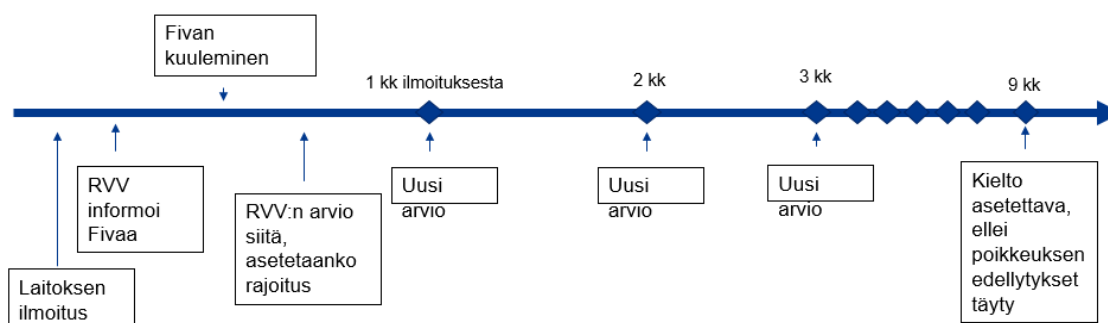 Fivan
kuuleminen
1 kk ilmoituksesta
2 kk
3 kk
9 kk
Laitoksen
ilmoitus
RVV
informoi
Fivaa
RVV:n arvio
siitä,
asetetaanko
rajoitus
Uusi
arvio
Uusi
arvio
Uusi
arvio
Kielto
asetettava,
ellei
poikkeuksen
edellytykset
täyty